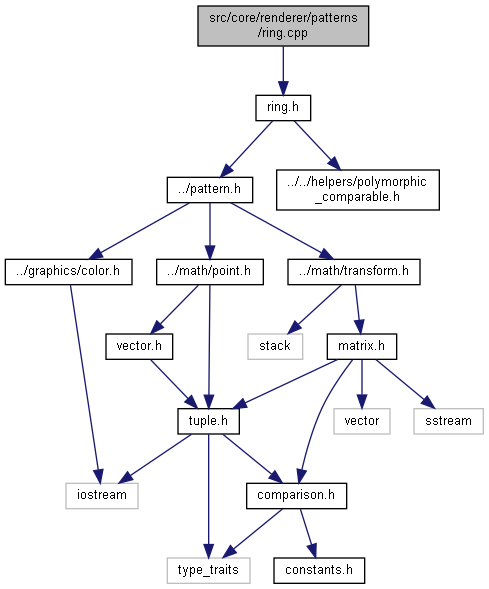 src/core/renderer/patterns
/ring.cpp
ring.h
../pattern.h
../../helpers/polymorphic
_comparable.h
../graphics/color.h
../math/point.h
../math/transform.h
vector.h
stack
matrix.h
tuple.h
vector
sstream
iostream
comparison.h
type_traits
constants.h